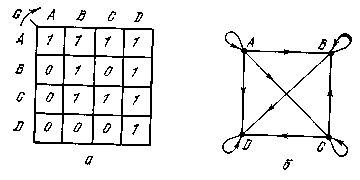 G A B C D
A 1 1 1 1
B 0 1 0 1
C 0 1 1 1
D 0 0 0 1
а
A B
D C
б